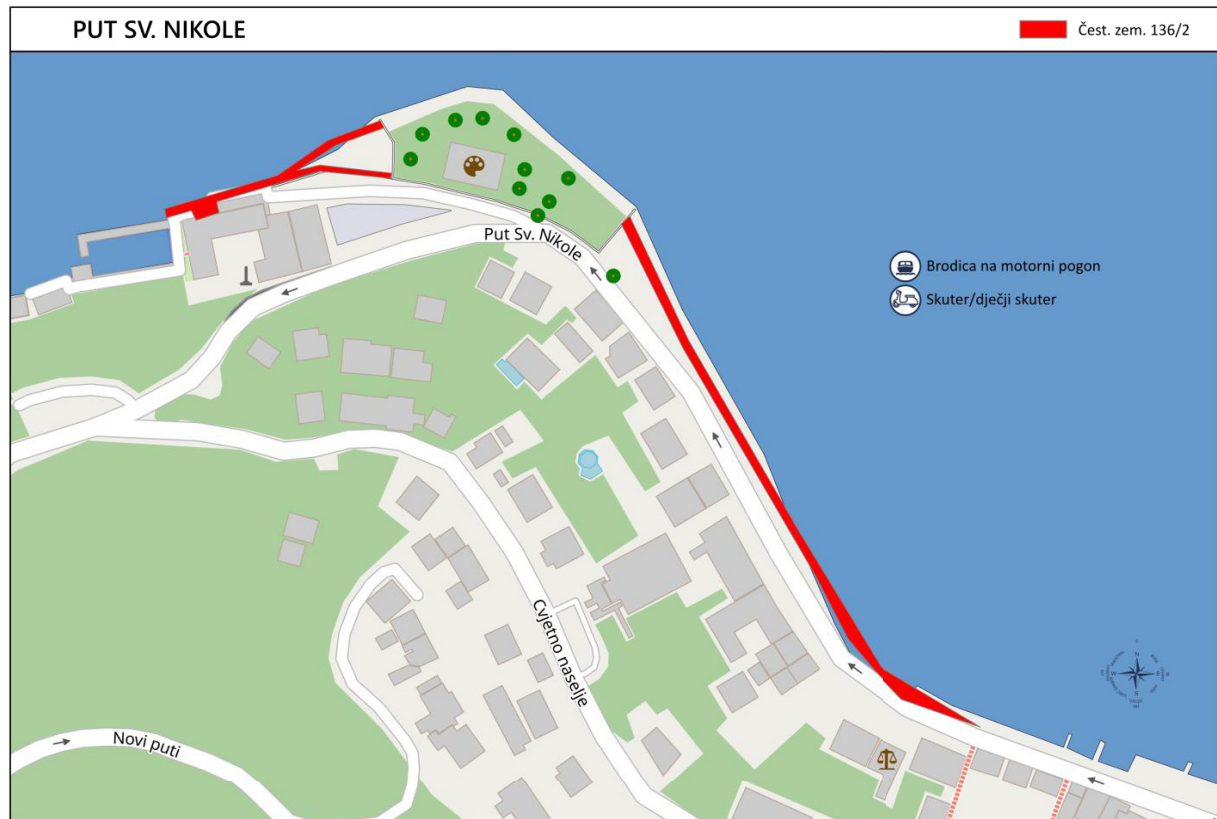 PUT SV. NIKOLE
Čest. zem. 136/2
Put Sv. Nikole
Brodica na motorni pogon
Skuter/dječji skuter
Cvjetno naselje
Novi puti
N
W
E
S